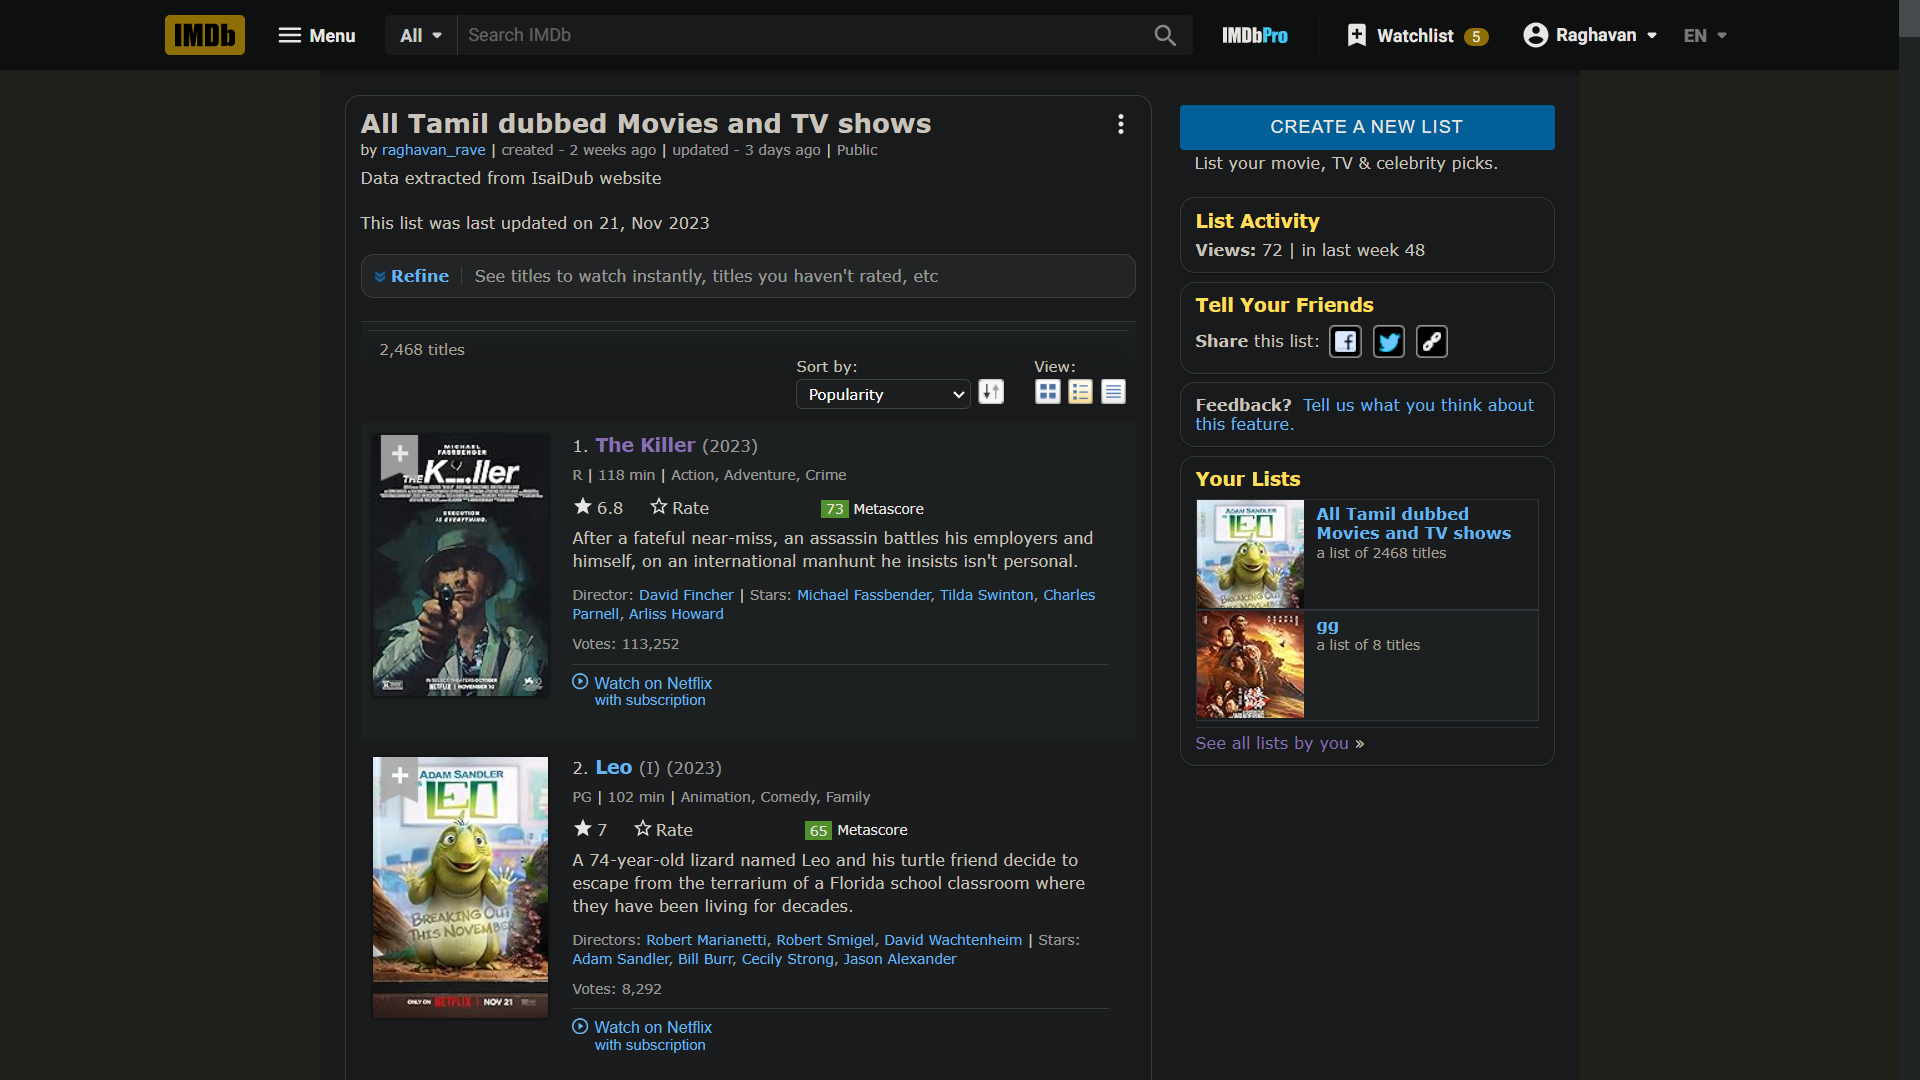 IMDb
Menu
All
Search IMDb
IMDbPro
Watchlist 5
Raghavan
EN
All Tamil dubbed Movies and TV shows
by raghavan_rave | created - 2 weeks ago | updated - 3 days ago | Public
Data extracted from IsaiDub website
This list was last updated on 21, Nov 2023
Refine
See titles to watch instantly, titles you haven't rated, etc
2,468 titles
Sort by:
Popularity
View:
MICHAEL
FASSBENDER
THE K__ller
EXECUTION
IS EVERYTHING.
NETFLIX | NOVEMBER 10
1. The Killer (2023)
R | 118 min | Action, Adventure, Crime
6.8 Rate 73 Metascore
After a fateful near-miss, an assassin battles his employers and
himself, on an international manhunt he insists isn't personal.
Director: David Fincher | Stars: Michael Fassbender, Tilda Swinton, Charles
Parnell, Arliss Howard
Votes: 113,252
Watch on Netflix
with subscription
ADAM SANDLER
LEO
BREAKING OUT
THIS NOVEMBER
ONLY ON NETFLIX NOV 21
2. Leo (I) (2023)
PG | 102 min | Animation, Comedy, Family
7 Rate 65 Metascore
A 74-year-old lizard named Leo and his turtle friend decide to
escape from the terrarium of a Florida school classroom where
they have been living for decades.
Directors: Robert Marianetti, Robert Smigel, David Wachtenheim | Stars:
Adam Sandler, Bill Burr, Cecily Strong, Jason Alexander
Votes: 8,292
Watch on Netflix
with subscription
CREATE A NEW LIST
List your movie, TV & celebrity picks.
List Activity
Views: 72 | in last week 48
Tell Your Friends
Share this list:
Feedback? Tell us what you think about
this feature.
Your Lists
ADAM SANDLER
LEO
BREAKING OUT
THIS NOVEMBER
All Tamil dubbed
Movies and TV shows
a list of 2468 titles
gg
a list of 8 titles
See all lists by you »